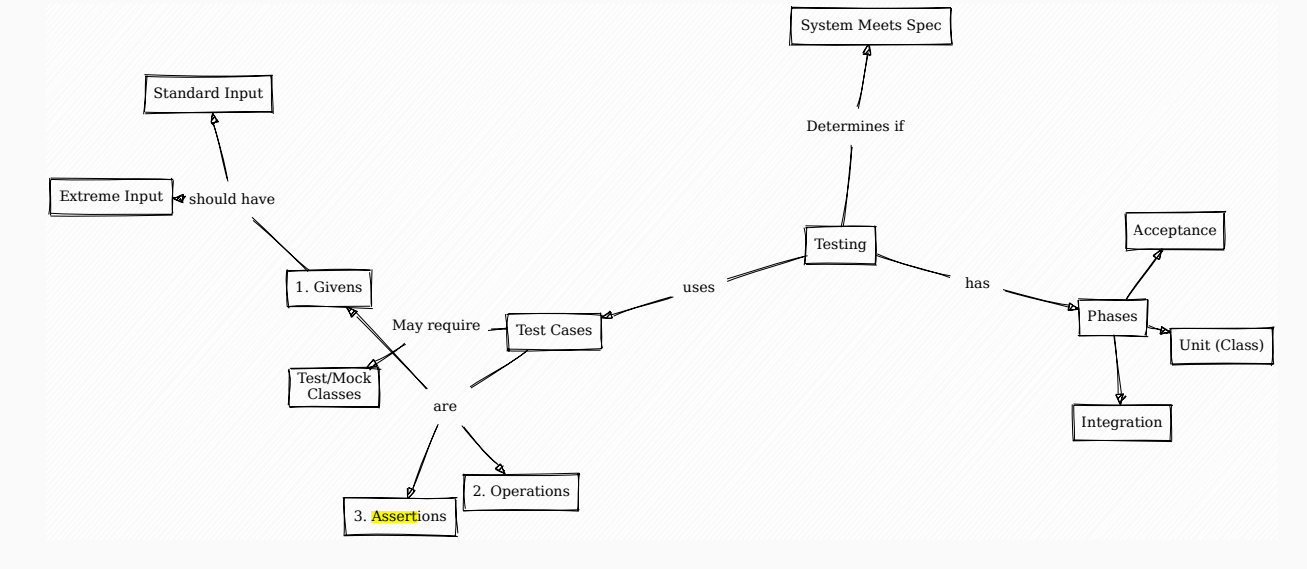 System Meets Spec
Standard Input
Determines if
Extreme Input
should have
Acceptance
Testing
1. Givens
uses
has
May require
Test Cases
Phases
Unit (Class)
Test/Mock
Classes
are
Integration
2. Operations
3. Assertions